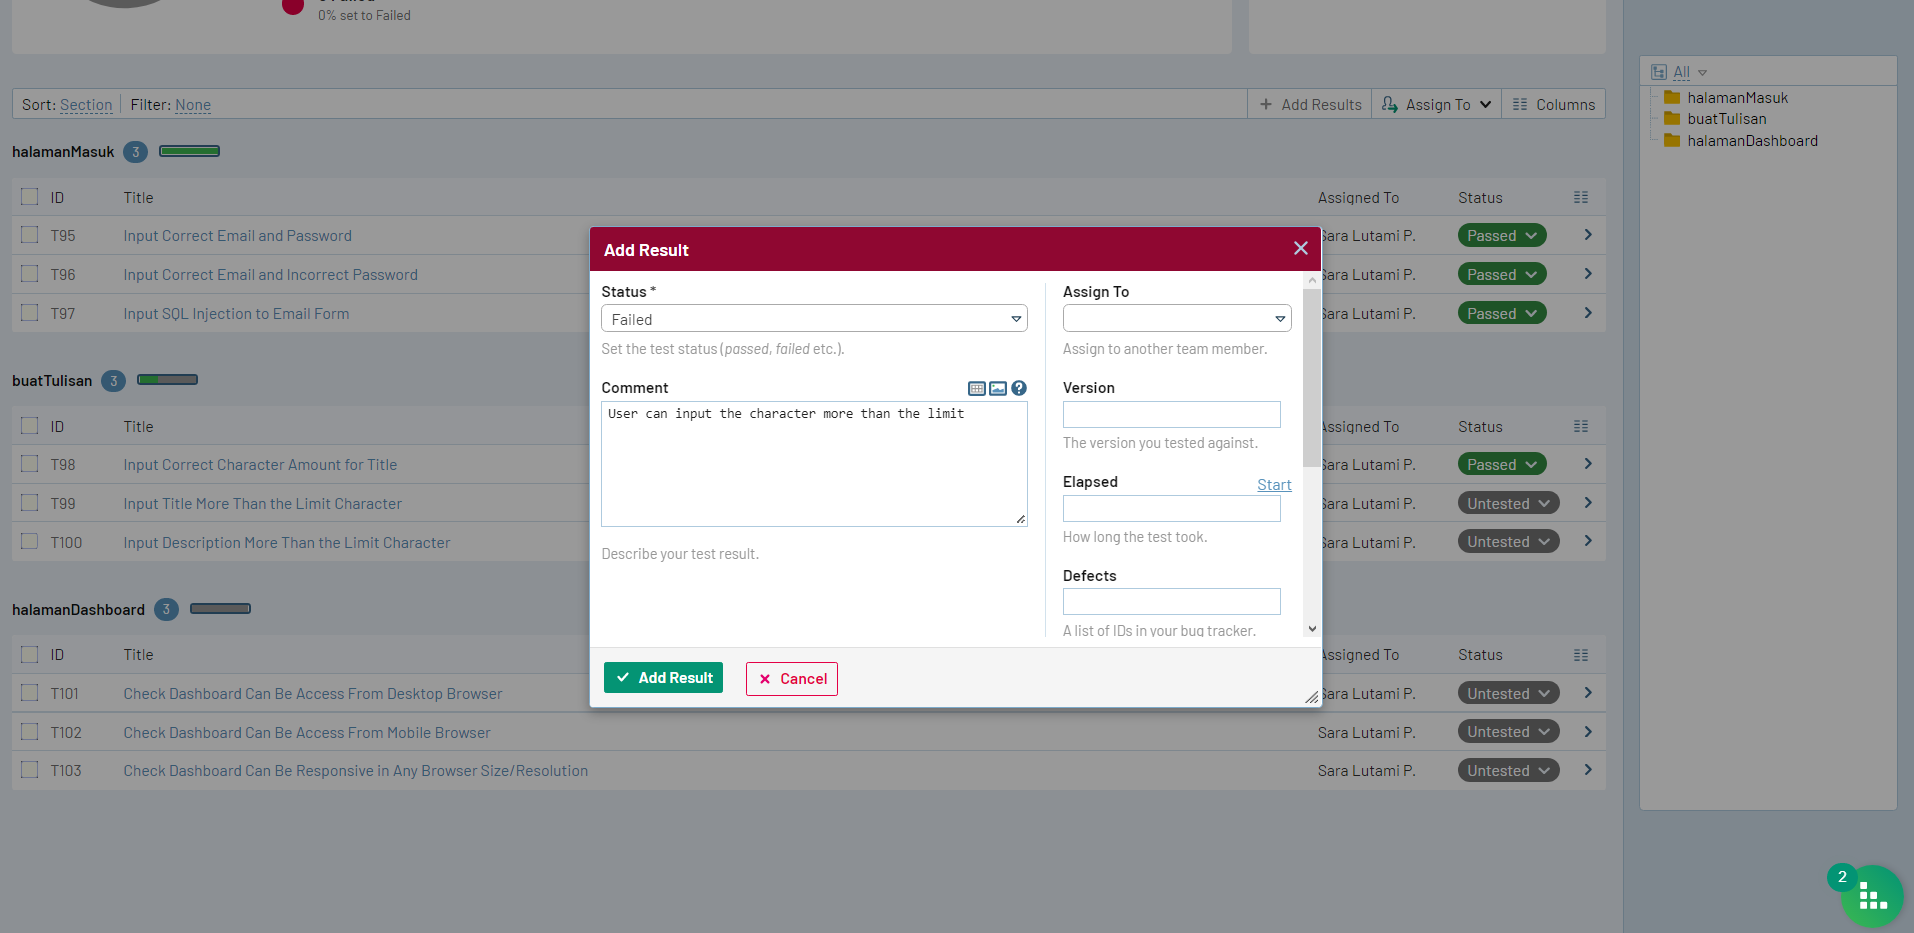 0% set to Failed
Sort: Section Filter: None
Add Results Assign To Columns
All
halamanMasuk
buatTulisan
halamanDashboard
halamanMasuk 3
ID Title Assigned To Status
T95 Input Correct Email and Password Sara Lutami P. Passed
T96 Input Correct Email and Incorrect Password Sara Lutami P. Passed
T97 Input SQL Injection to Email Form Sara Lutami P. Passed
buatTulisan 3
ID Title Assigned To Status
T98 Input Correct Character Amount for Title Sara Lutami P. Passed
T99 Input Title More Than the Limit Character Sara Lutami P. Untested
T100 Input Description More Than the Limit Character Sara Lutami P. Untested
halamanDashboard 3
ID Title Assigned To Status
T101 Check Dashboard Can Be Access From Desktop Browser Sara Lutami P. Untested
T102 Check Dashboard Can Be Access From Mobile Browser Sara Lutami P. Untested
T103 Check Dashboard Can Be Responsive in Any Browser Size/Resolution Sara Lutami P. Untested
Add Result
Status *
Failed
Set the test status (passed, failed etc.).
Comment
User can input the character more than the limit
Describe your test result.
Assign To
Assign to another team member.
Version
The version you tested against.
Elapsed Start
How long the test took.
Defects
A list of IDs in your bug tracker.
Add Result Cancel
2